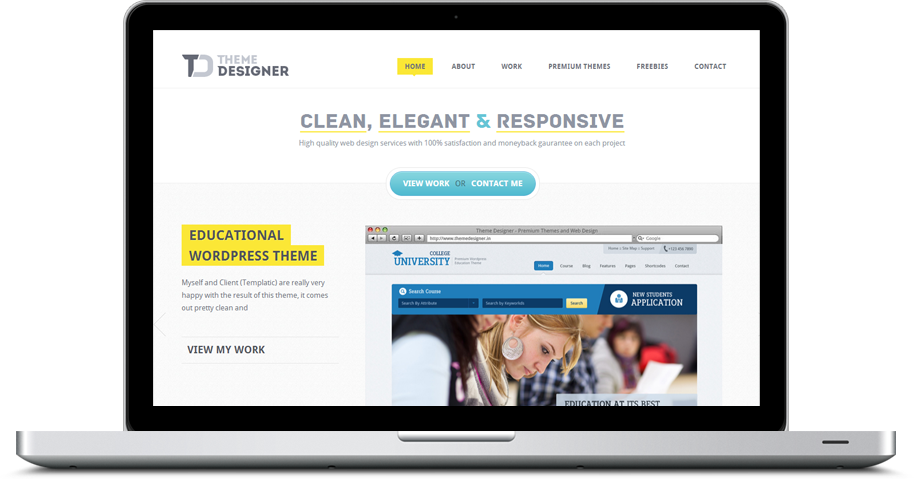 THEME
DESIGNER
HOME ABOUT WORK PREMIUM THEMES FREEBIES CONTACT
CLEAN, ELEGANT & RESPONSIVE
High quality web design services with 100% satisfaction and moneyback gaurantee on each project
VIEW WORK OR CONTACT ME
EDUCATIONAL
WORDPRESS THEME
Myself and Client (Templatic) are really very
happy with the result of this theme, it comes
out pretty clean and
VIEW MY WORK
Theme Designer - Premium Themes and Web Design
http://www.themedesigner.in
Google
Home Site Map Support +123 456 7890
COLLEGE
UNIVERSITY
Premium Wordpress
Education Theme
Home Course Blog Features Pages Shortcodes Contact
Search Course
Search By Attribute Search by Keywords Search
NEW STUDENTS
APPLICATION
EDUCATION AT ITS BEST